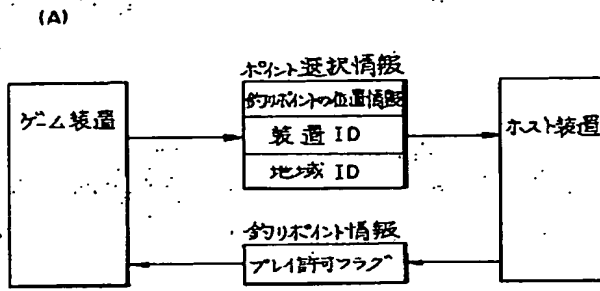 (A)
ポイント選択情報
釣りポイントの位置情報
ゲーム装置
装置ID
ホスト装置
地域ID
釣りポイント情報
プレイ許可フラグ